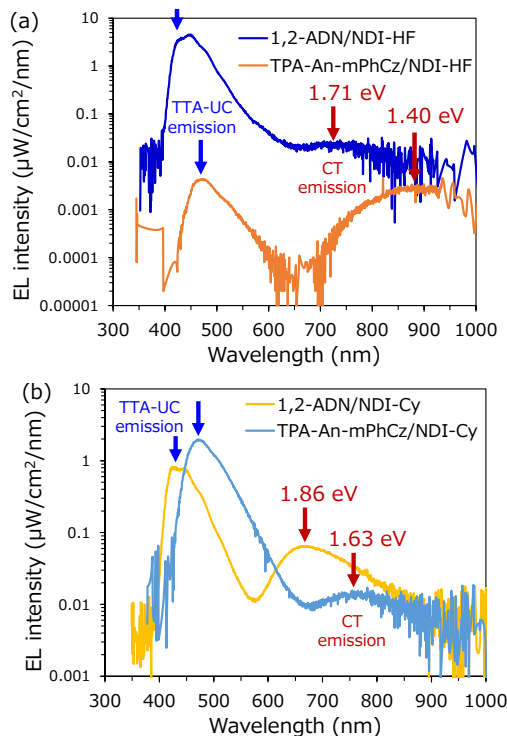 (a)
EL intensity (µW/cm²/nm)
10
1
0.1
0.01
0.001
0.0001
0.00001
1,2-ADN/NDI-HF
TPA-An-mPhCz/NDI-HF
TTA-UC
emission
1.71 eV
1.40 eV
CT
emission
300 400 500 600 700 800 900 1000
Wavelength (nm)
(b)
EL intensity (µW/cm2/nm)
10
1
0.1
0.01
0.001
TTA-UC
emission
1,2-ADN/NDI-Cy
TPA-An-mPhCz/NDI-Cy
1.86 eV
1.63 eV
CT
emission
300 400 500 600 700 800 900 1000
Wavelength (nm)